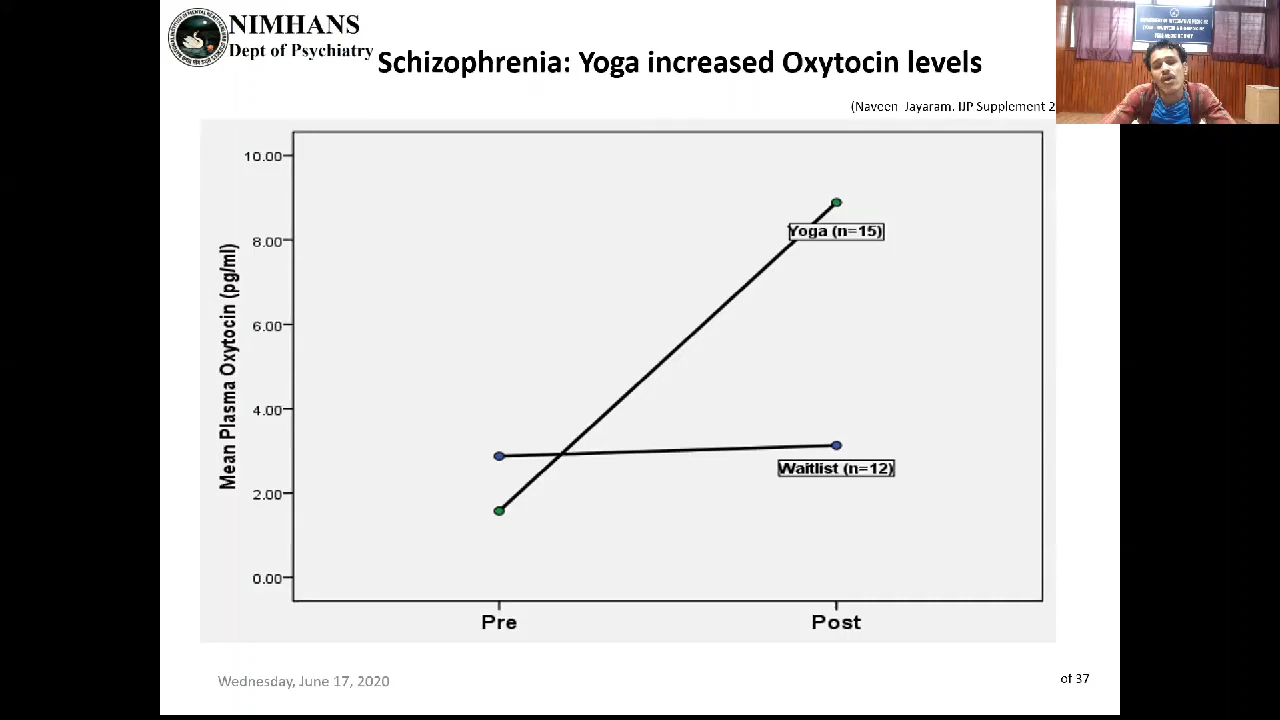 NIMHANS
Dept of Psychiatry
Schizophrenia: Yoga increased Oxytocin levels
(Naveen Jayaram, IJP Supplement 2
10.00
8.00
6.00
4.00
2.00
0.00
Mean Plasma Oxytocin (pg/ml)
Yoga (n=15)
Waitlist (n=12)
Pre
Post
Wednesday, June 17, 2020
of 37